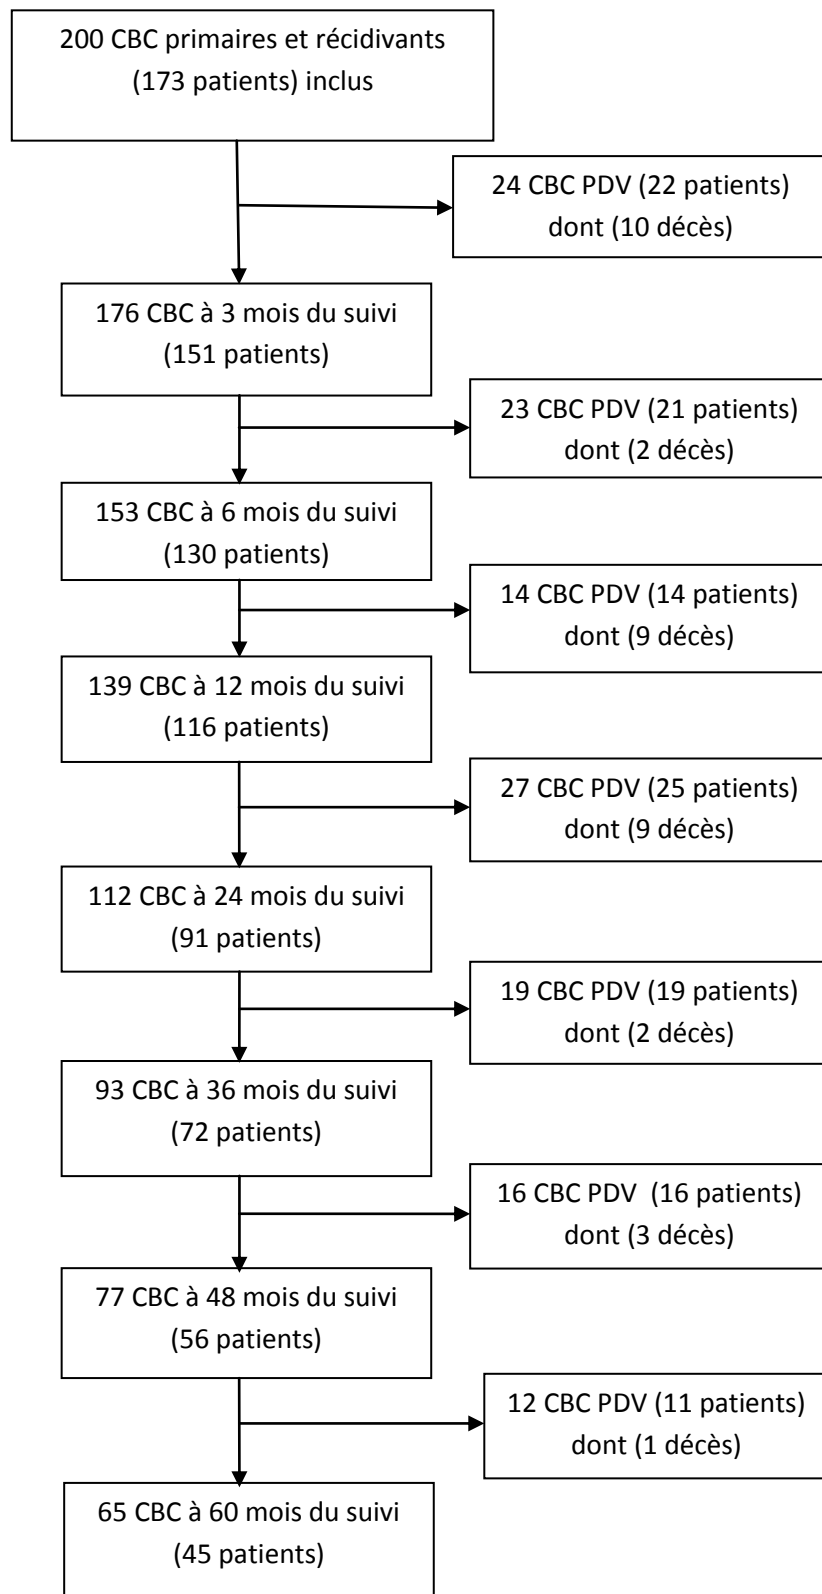 200 CBC primaires et récidivants
(173 patients) inclus
24 CBC PDV (22 patients)
dont (10 décès)
176 CBC à 3 mois du suivi
(151 patients)
23 CBC PDV (21 patients)
dont (2 décès)
153 CBC à 6 mois du suivi
(130 patients)
14 CBC PDV (14 patients)
dont (9 décès)
139 CBC à 12 mois du suivi
(116 patients)
27 CBC PDV (25 patients)
dont (9 décès)
112 CBC à 24 mois du suivi
(91 patients)
19 CBC PDV (19 patients)
dont (2 décès)
93 CBC à 36 mois du suivi
(72 patients)
16 CBC PDV (16 patients)
dont (3 décès)
77 CBC à 48 mois du suivi
(56 patients)
12 CBC PDV (11 patients)
dont (1 décès)
65 CBC à 60 mois du suivi
(45 patients)